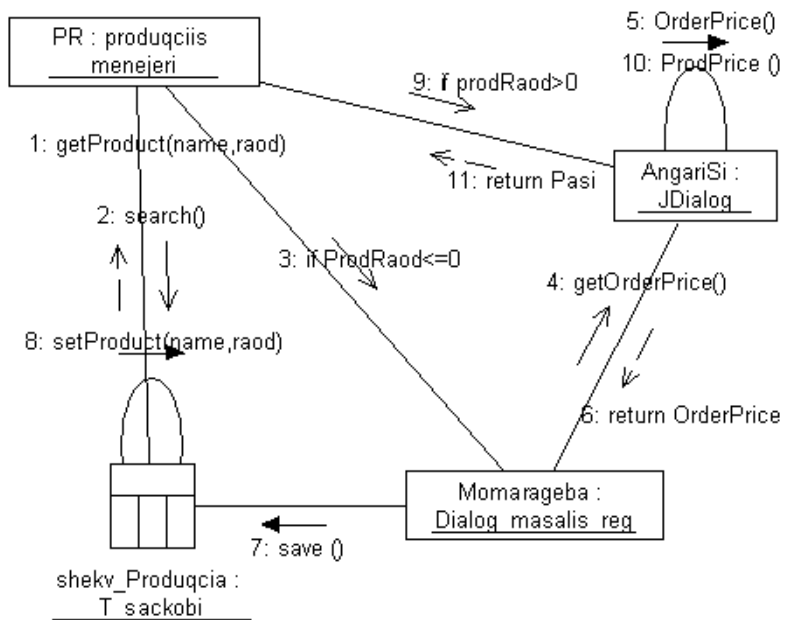 5: OrderPrice()
PR : produqciis
menejeri
10: ProdPrice ()
9: if prodRaod>0
1: getProduct(name,raod)
11: return Pasi
AngariSi :
JDialog
2: search()
3: if ProdRaod<=0
4: getOrderPrice()
8: setProduct(name,raod)
6: return OrderPrice
Momarageba :
Dialog_masalis_reg
7: save ()
shekv_Produqcia :
T_sackobi